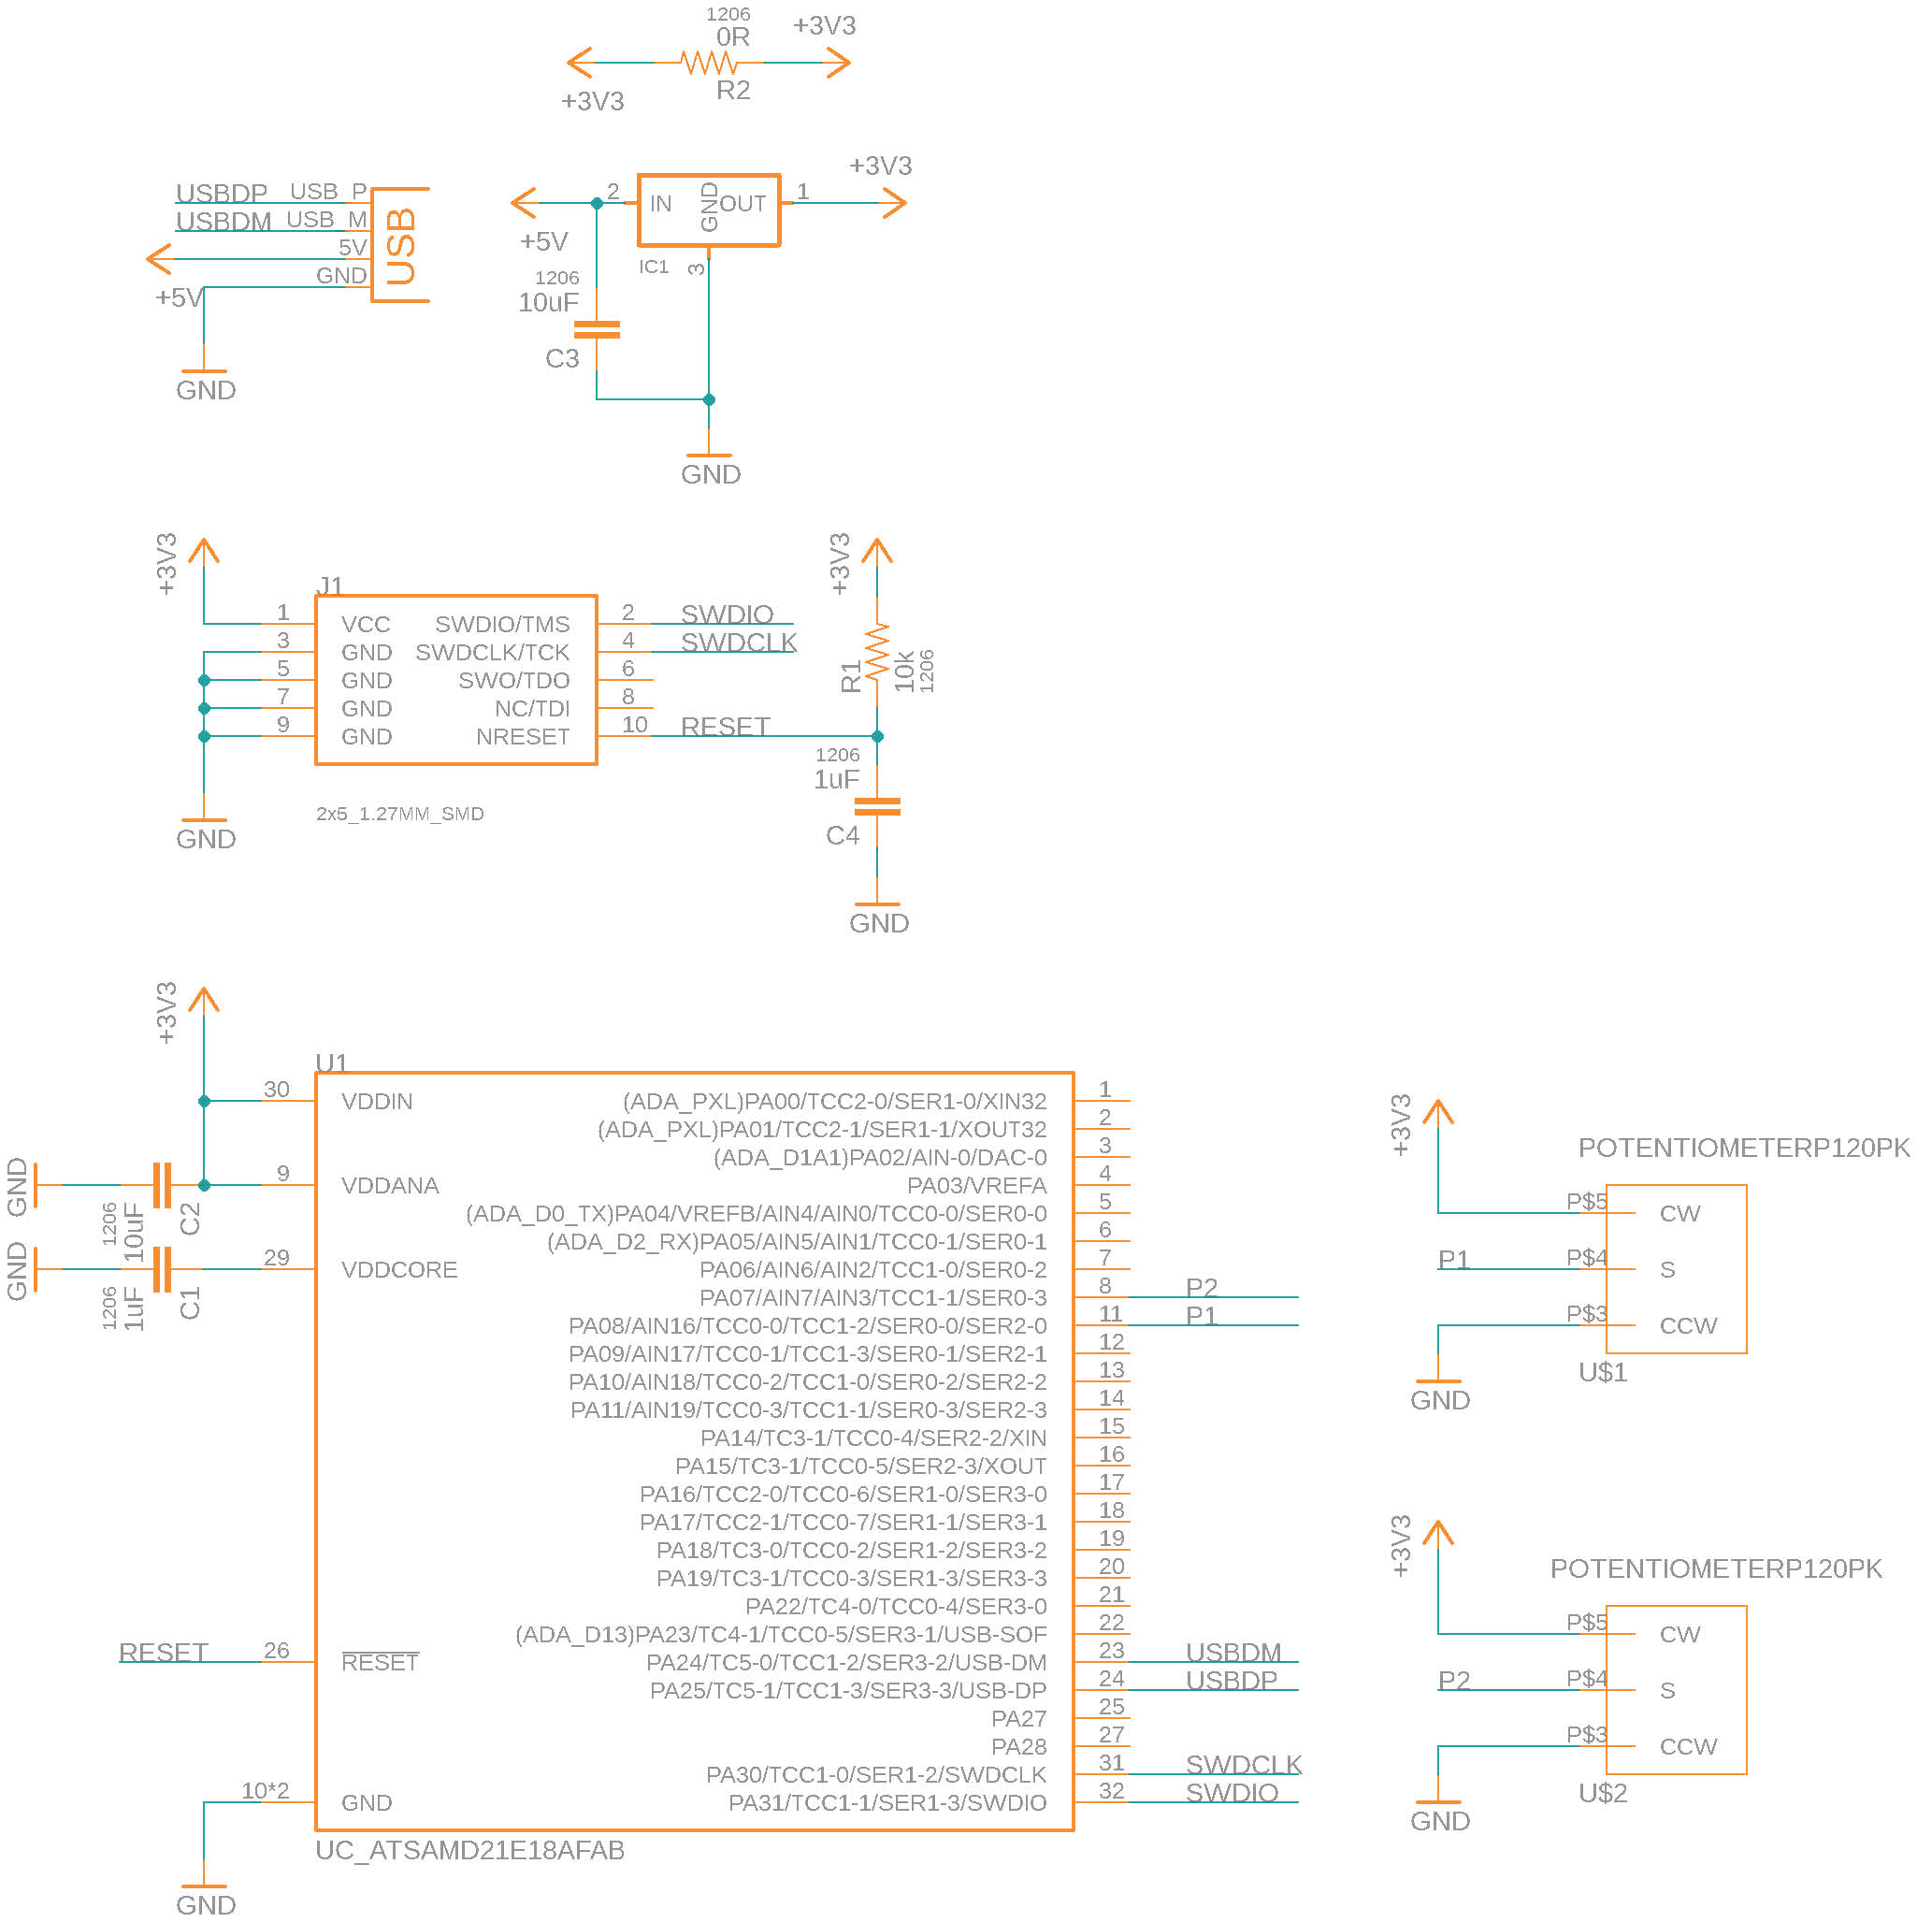 1206
0R
+3V3
+3V3
R2
USBDP
USB_P
USBDM
USB_M
5V
GND
USB
+5V
GND
+5V
2
IN
GND
OUT
1
+3V3
IC1
3
1206
10uF
C3
GND
+3V3
J1
1 VCC SWDIO/TMS 2 SWDIO
3 GND SWDCLK/TCK 4 SWDCLK
5 GND SWO/TDO 6
7 GND NC/TDI 8
9 GND NRESET 10 RESET
2x5_1.27MM_SMD
GND
+3V3
R1
10k
1206
1206
1uF
C4
GND
+3V3
U1
30 VDDIN
9 VDDANA
29 VDDCORE
GND
1206
10uF
C2
GND
1206
1uF
C1
RESET 26 RESET
10*2 GND
GND
(ADA_PXL)PA00/TCC2-0/SER1-0/XIN32 1
(ADA_PXL)PA01/TCC2-1/SER1-1/XOUT32 2
(ADA_D1A1)PA02/AIN-0/DAC-0 3
PA03/VREFA 4
(ADA_D0_TX)PA04/VREFB/AIN4/AIN0/TCC0-0/SER0-0 5
(ADA_D2_RX)PA05/AIN5/AIN1/TCC0-1/SER0-1 6
PA06/AIN6/AIN2/TCC1-0/SER0-2 7
PA07/AIN7/AIN3/TCC1-1/SER0-3 8 P2
PA08/AIN16/TCC0-0/TCC1-2/SER0-0/SER2-0 11 P1
PA09/AIN17/TCC0-1/TCC1-3/SER0-1/SER2-1 12
PA10/AIN18/TCC0-2/TCC1-0/SER0-2/SER2-2 13
PA11/AIN19/TCC0-3/TCC1-1/SER0-3/SER2-3 14
PA14/TC3-1/TCC0-4/SER2-2/XIN 15
PA15/TC3-1/TCC0-5/SER2-3/XOUT 16
PA16/TCC2-0/TCC0-6/SER1-0/SER3-0 17
PA17/TCC2-1/TCC0-7/SER1-1/SER3-1 18
PA18/TC3-0/TCC0-2/SER1-2/SER3-2 19
PA19/TC3-1/TCC0-3/SER1-3/SER3-3 20
PA22/TC4-0/TCC0-4/SER3-0 21
(ADA_D13)PA23/TC4-1/TCC0-5/SER3-1/USB-SOF 22
PA24/TC5-0/TCC1-2/SER3-2/USB-DM 23 USBDM
PA25/TC5-1/TCC1-3/SER3-3/USB-DP 24 USBDP
PA27 25
PA28 27
PA30/TCC1-0/SER1-2/SWDCLK 31 SWDCLK
PA31/TCC1-1/SER1-3/SWDIO 32 SWDIO
UC_ATSAMD21E18AFAB
+3V3
POTENTIOMETERP120PK
P$5 CW
P1 P$4 S
P$3 CCW
U$1
GND
+3V3
POTENTIOMETERP120PK
P$5 CW
P2 P$4 S
P$3 CCW
U$2
GND